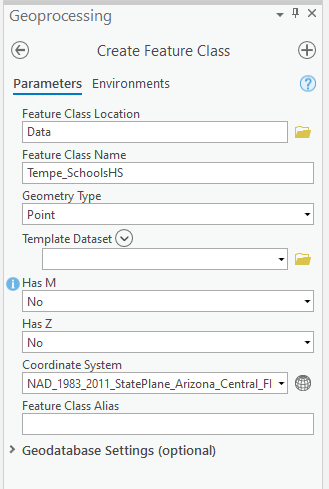 Geoprocessing
Create Feature Class
Parameters Environments
Feature Class Location
Data
Feature Class Name
Tempe_SchoolsHS
Geometry Type
Point
Template Dataset
Has M
No
Has Z
No
Coordinate System
NAD_1983_2011_StatePlane_Arizona_Central_FI
Feature Class Alias
Geodatabase Settings (optional)